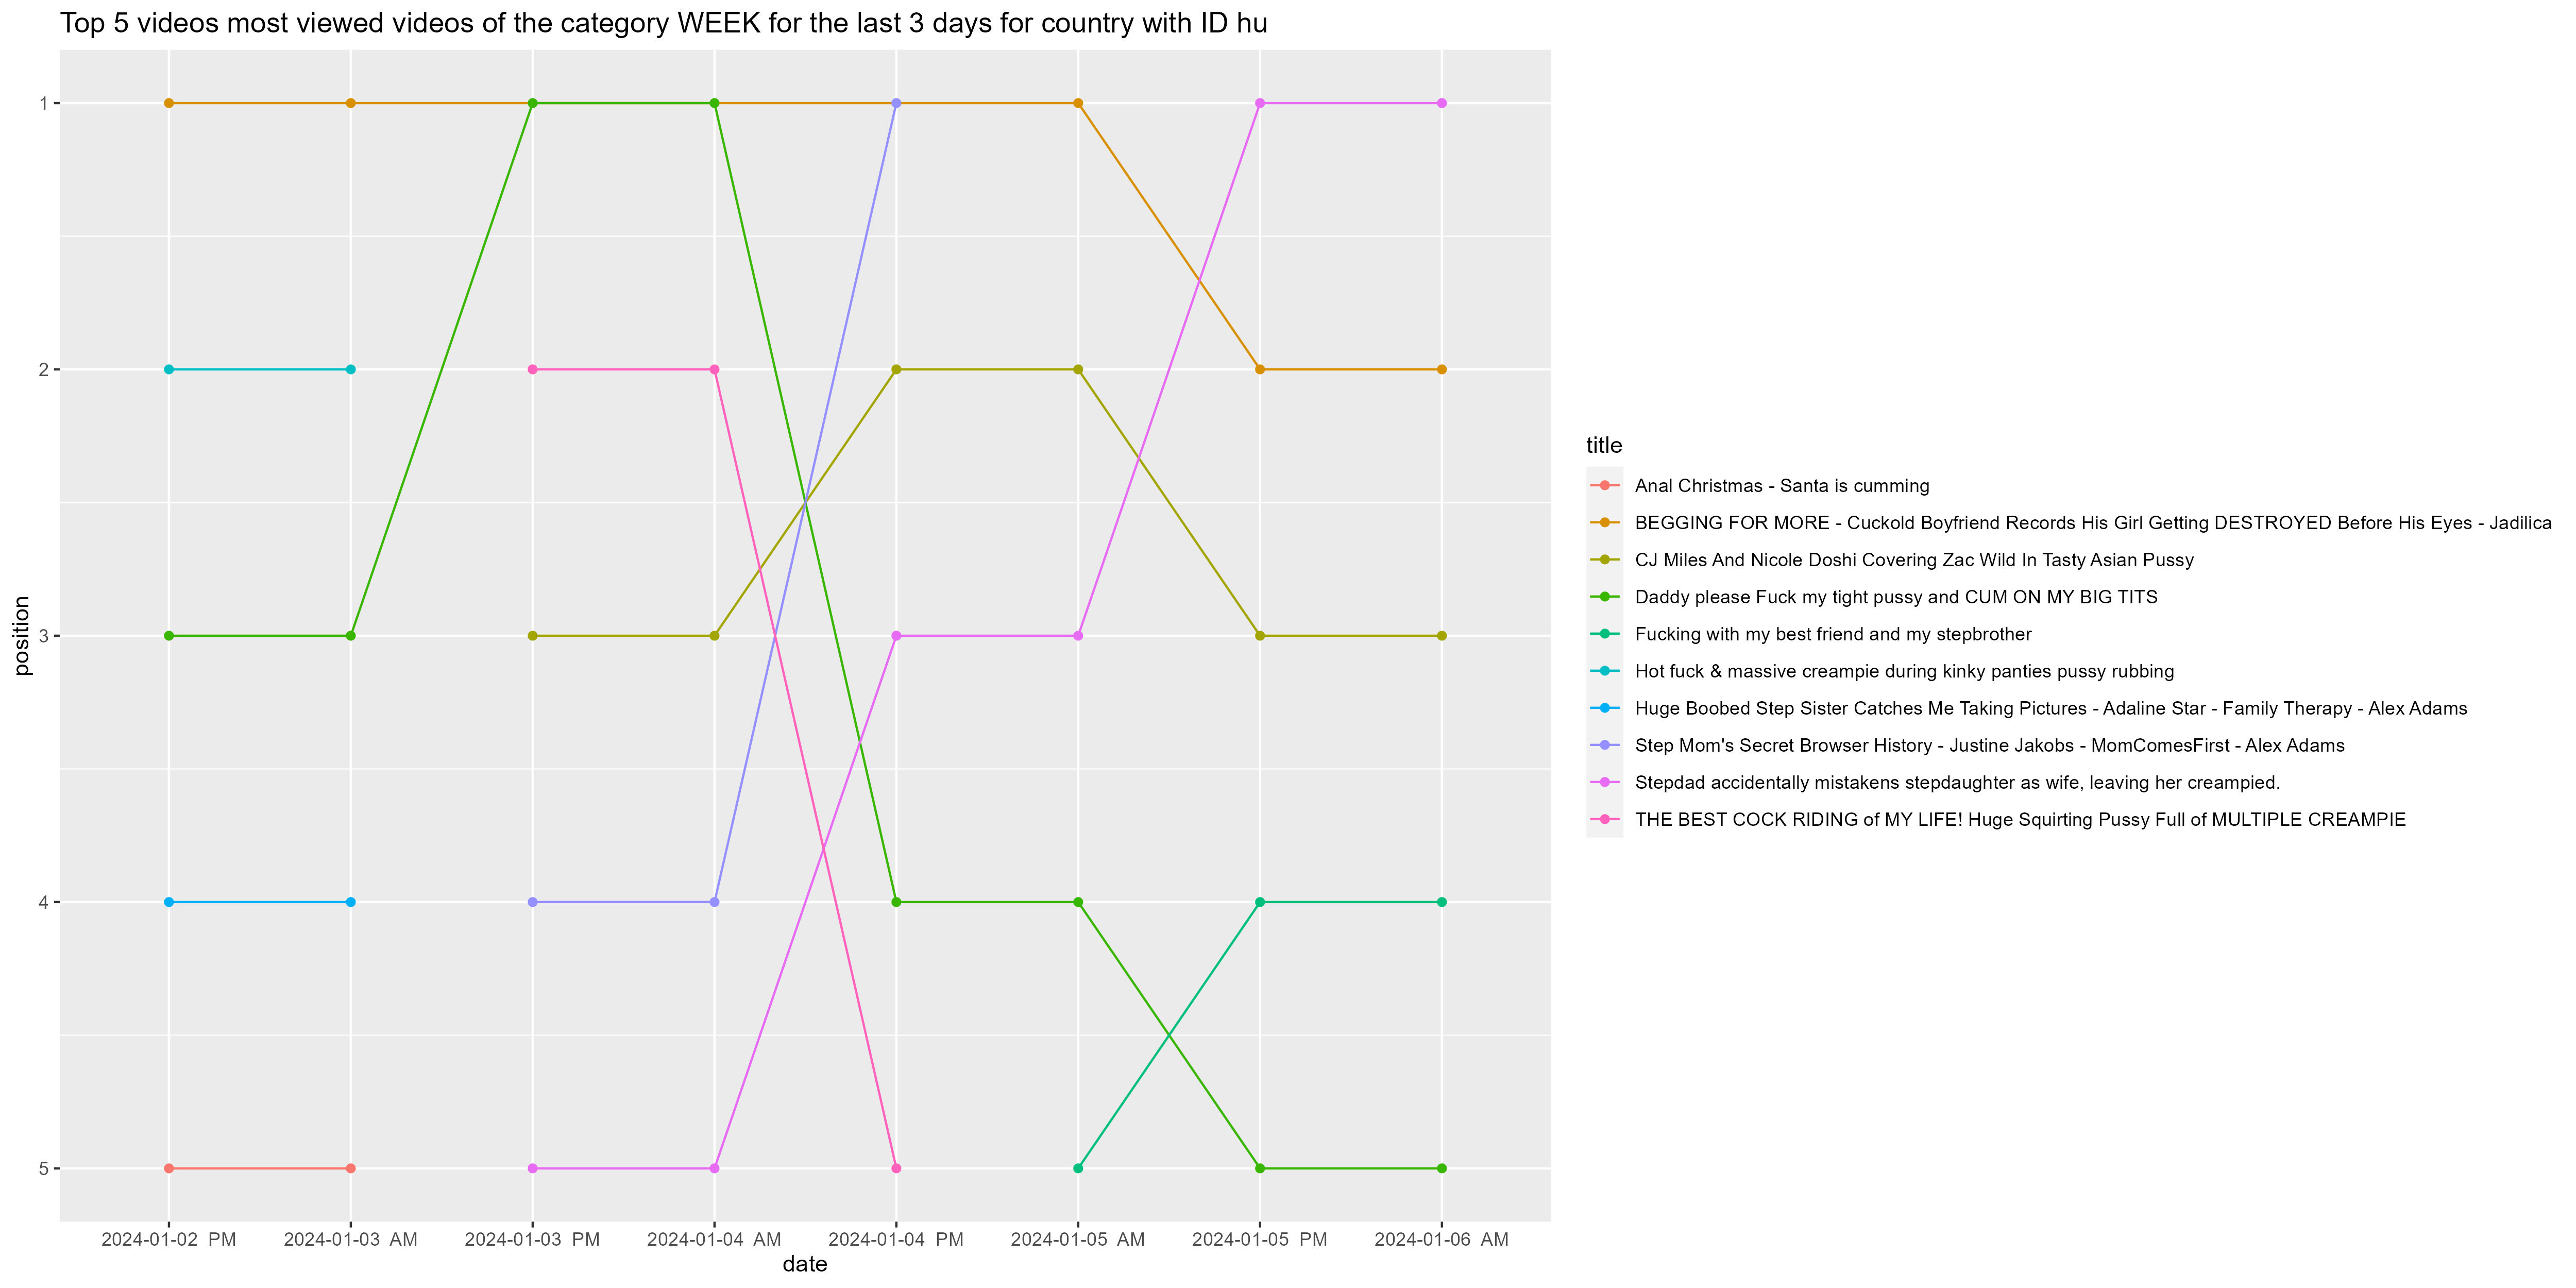 Top 5 videos most viewed videos of the category WEEK for the last 3 days for country with ID hu
1
2
3
4
5
position
2024-01-02 PM
2024-01-03 AM
2024-01-03 PM
2024-01-04 AM
2024-01-04 PM
2024-01-05 AM
2024-01-05 PM
2024-01-06 AM
date
title
Anal Christmas - Santa is cumming
BEGGING FOR MORE - Cuckold Boyfriend Records His Girl Getting DESTROYED Before His Eyes - Jadilica
CJ Miles And Nicole Doshi Covering Zac Wild In Tasty Asian Pussy
Daddy please Fuck my tight pussy and CUM ON MY BIG TITS
Fucking with my best friend and my stepbrother
Hot fuck & massive creampie during kinky panties pussy rubbing
Huge Boobed Step Sister Catches Me Taking Pictures - Adaline Star - Family Therapy - Alex Adams
Step Mom's Secret Browser History - Justine Jakobs - MomComesFirst - Alex Adams
Stepdad accidentally mistakens stepdaughter as wife, leaving her creampied.
THE BEST COCK RIDING of MY LIFE! Huge Squirting Pussy Full of MULTIPLE CREAMPIE